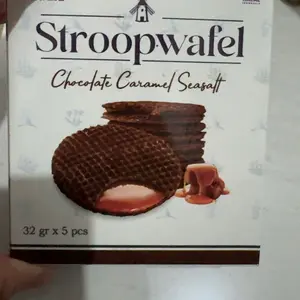 Stroopwafel
Chocolate Caramel Seasalt
32 gr x 5 pcs